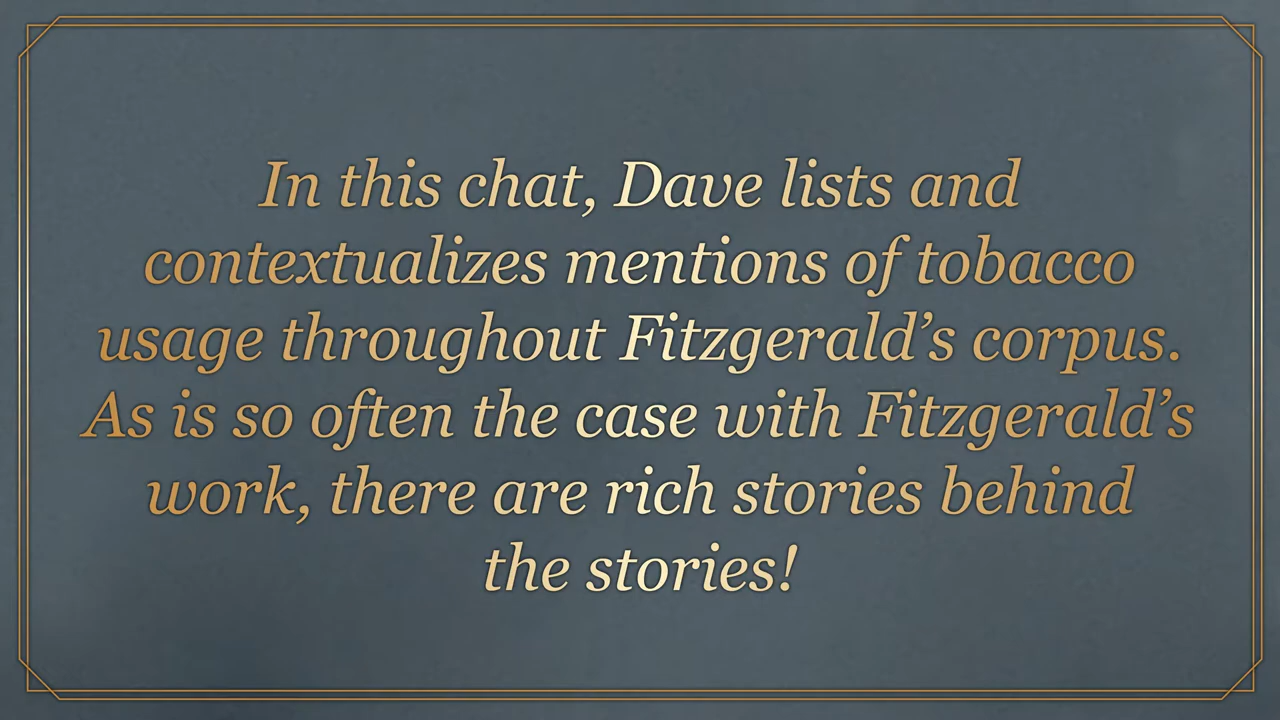 In this chat, Dave lists and
contextualizes mentions of tobacco
usage throughout Fitzgerald’s corpus.
As is so often the case with Fitzgerald’s
work, there are rich stories behind
the stories!